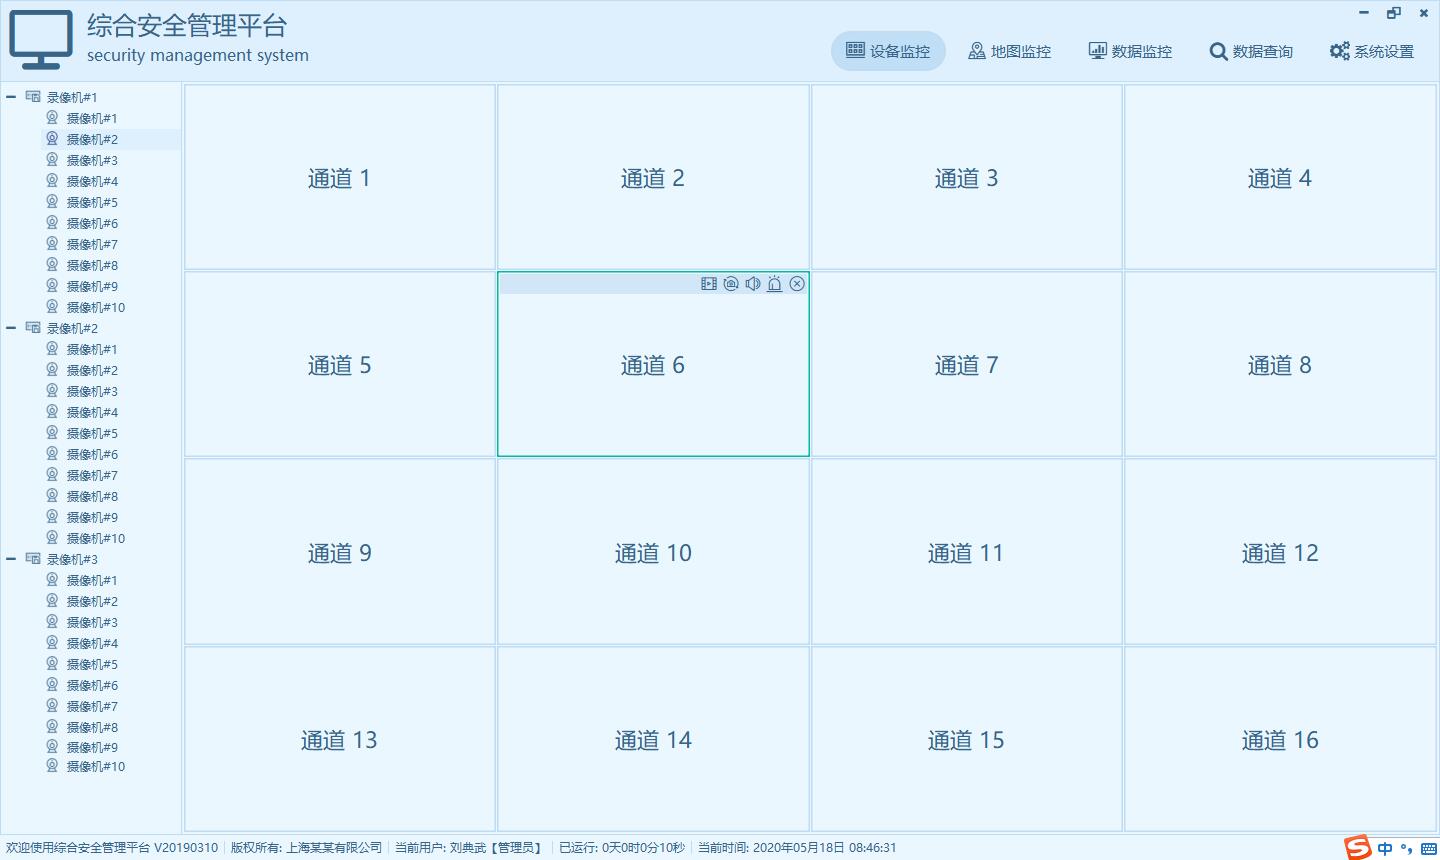 综合安全管理平台
security management system
设备监控 地图监控 数据监控 数据查询 系统设置
录像机#1
摄像机#1
摄像机#2
摄像机#3
摄像机#4
摄像机#5
摄像机#6
摄像机#7
摄像机#8
摄像机#9
摄像机#10
录像机#2
摄像机#1
摄像机#2
摄像机#3
摄像机#4
摄像机#5
摄像机#6
摄像机#7
摄像机#8
摄像机#9
摄像机#10
录像机#3
摄像机#1
摄像机#2
摄像机#3
摄像机#4
摄像机#5
摄像机#6
摄像机#7
摄像机#8
摄像机#9
摄像机#10
通道 1 通道 2 通道 3 通道 4
通道 5 通道 6 通道 7 通道 8
通道 9 通道 10 通道 11 通道 12
通道 13 通道 14 通道 15 通道 16
欢迎使用综合安全管理平台 V20190310 版权所有: 上海某某有限公司 当前用户: 刘典武【管理员】 已运行: 0天0时0分10秒 当前时间: 2020年05月18日 08:46:31 S 中 °,